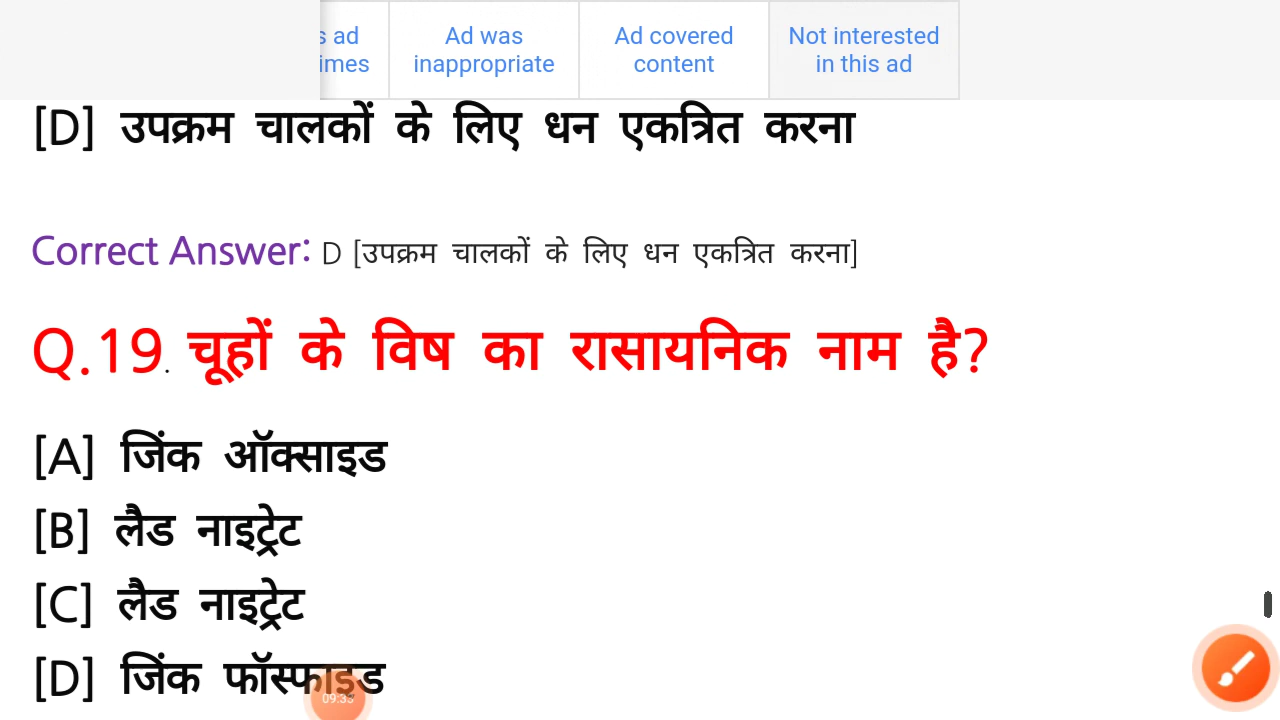 s ad Ad was Ad covered Not interested
imes inappropriate content in this ad
[D] उपक्रम चालकों के लिए धन एकत्रित करना
Correct Answer: D [उपक्रम चालकों के लिए धन एकत्रित करना]
Q.19. चूहों के विष का रासायनिक नाम है?
[A] जिंक ऑक्साइड
[B] लैड नाइट्रेट
[C] लैड नाइट्रेट
[D] जिंक फॉस्फाइड